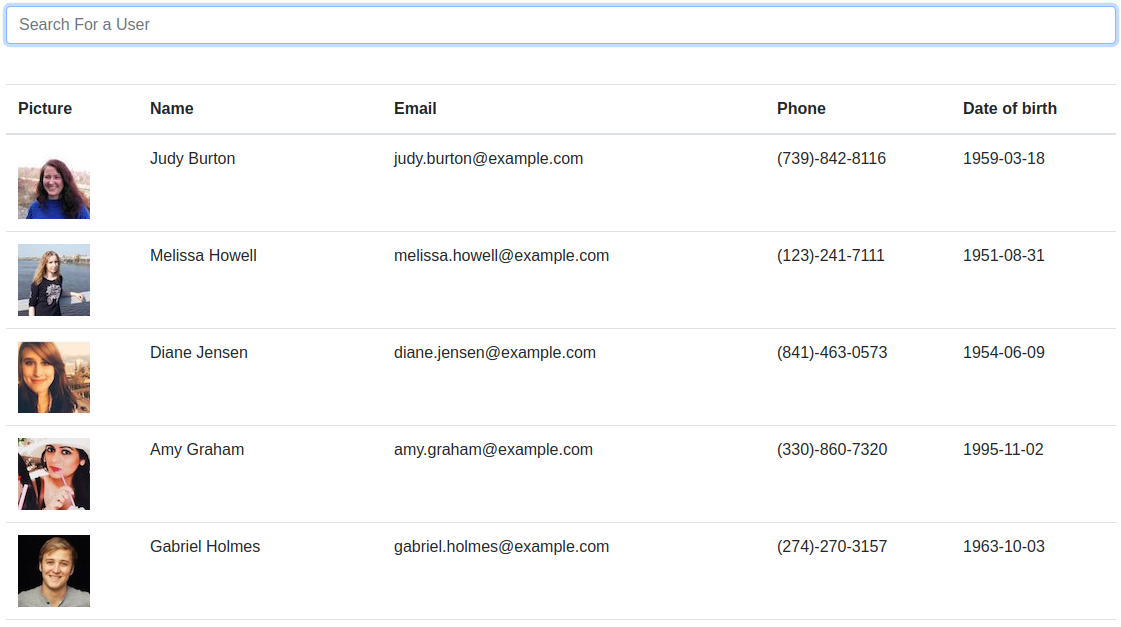 Search For a User
Picture Name Email Phone Date of birth
Judy Burton judy.burton@example.com (739)-842-8116 1959-03-18
Melissa Howell melissa.howell@example.com (123)-241-7111 1951-08-31
Diane Jensen diane.jensen@example.com (841)-463-0573 1954-06-09
Amy Graham amy.graham@example.com (330)-860-7320 1995-11-02
Gabriel Holmes gabriel.holmes@example.com (274)-270-3157 1963-10-03